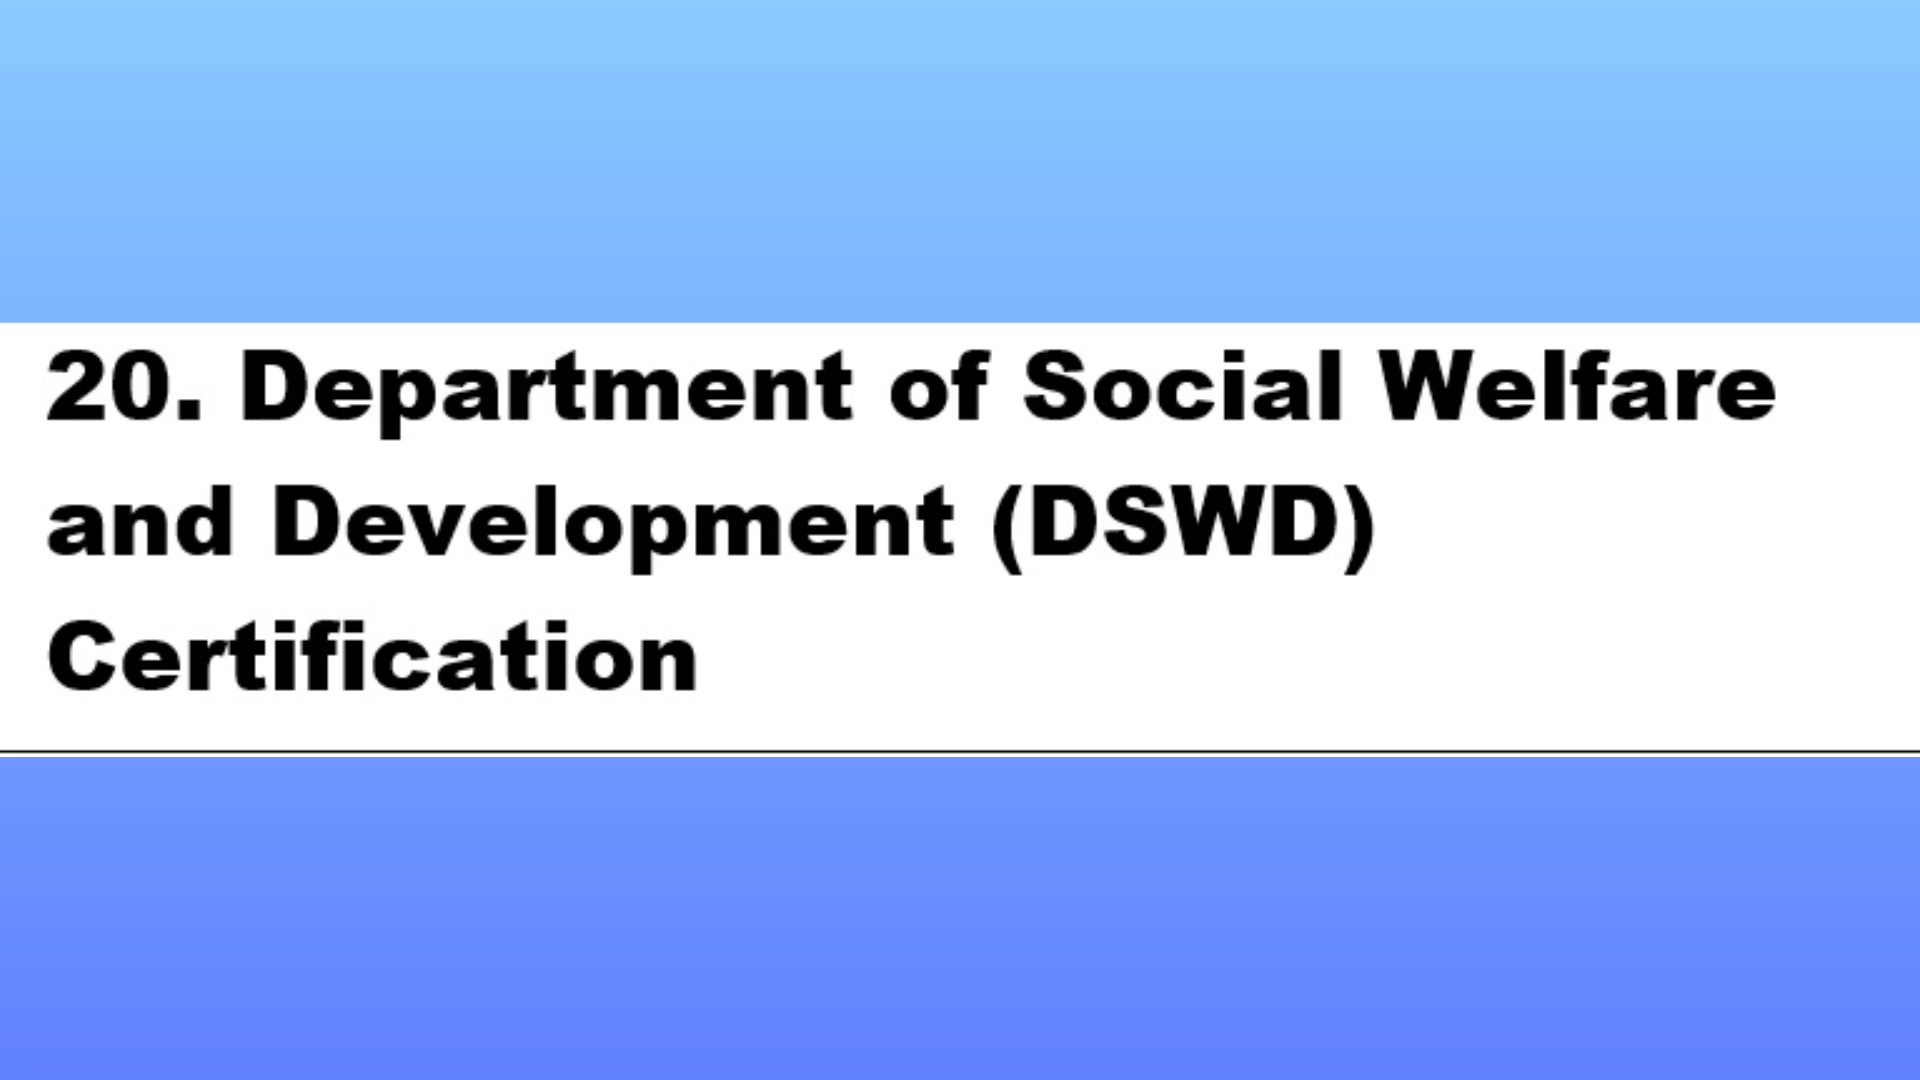 20. Department of Social Welfare
and Development (DSWD)
Certification